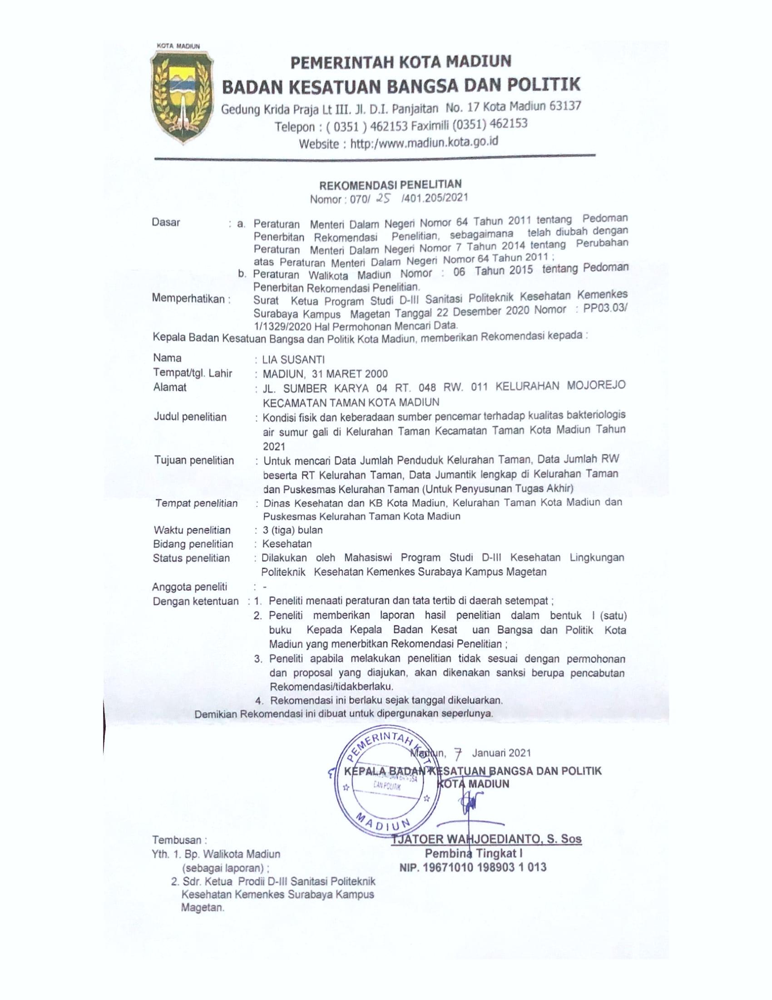 KOTA MADIUN
PEMERINTAH KOTA MADIUN
BADAN KESATUAN BANGSA DAN POLITIK
Gedung Krida Praja Lt III. Jl. D.I. Panjaitan No. 17 Kota Madiun 63137
Telepon : ( 0351 ) 462153 Faximili (0351) 462153
Website : http:/www.madiun.kota.go.id
REKOMENDASI PENELITIAN
Nomor : 070/ 25 /401.205/2021
Dasar : a. Peraturan Menteri Dalam Negeri Nomor 64 Tahun 2011 tentang Pedoman
Penerbitan Rekomendasi Penelitian, sebagaimana telah diubah dengan
Peraturan Menteri Dalam Negeri Nomor 7 Tahun 2014 tentang Perubahan
atas Peraturan Menteri Dalam Negeri Nomor 64 Tahun 2011 ;
b. Peraturan Walikota Madiun Nomor : 06 Tahun 2015 tentang Pedoman
Penerbitan Rekomendasi Penelitian.
Memperhatikan : Surat Ketua Program Studi D-III Sanitasi Politeknik Kesehatan Kemenkes
Surabaya Kampus Magetan Tanggal 22 Desember 2020 Nomor : PP03.03/
1/1329/2020 Hal Permohonan Mencari Data.
Kepala Badan Kesatuan Bangsa dan Politik Kota Madiun, memberikan Rekomendasi kepada :
Nama : LIA SUSANTI
Tempat/tgl. Lahir : MADIUN, 31 MARET 2000
Alamat : JL. SUMBER KARYA 04 RT. 048 RW. 011 KELURAHAN MOJOREJO
KECAMATAN TAMAN KOTA MADIUN
Judul penelitian : Kondisi fisik dan keberadaan sumber pencemar terhadap kualitas bakteriologis
air sumur gali di Kelurahan Taman Kecamatan Taman Kota Madiun Tahun
2021
Tujuan penelitian : Untuk mencari Data Jumlah Penduduk Kelurahan Taman, Data Jumlah RW
beserta RT Kelurahan Taman, Data Jumantik lengkap di Kelurahan Taman
dan Puskesmas Kelurahan Taman (Untuk Penyusunan Tugas Akhir)
Tempat penelitian : Dinas Kesehatan dan KB Kota Madiun, Kelurahan Taman Kota Madiun dan
Puskesmas Kelurahan Taman Kota Madiun
Waktu penelitian : 3 (tiga) bulan
Bidang penelitian : Kesehatan
Status penelitian : Dilakukan oleh Mahasiswi Program Studi D-III Kesehatan Lingkungan
Politeknik Kesehatan Kemenkes Surabaya Kampus Magetan
Anggota peneliti : -
Dengan ketentuan : 1. Peneliti menaati peraturan dan tata tertib di daerah setempat ;
2. Peneliti memberikan laporan hasil penelitian dalam bentuk I (satu)
buku Kepada Kepala Badan Kesat uan Bangsa dan Politik Kota
Madiun yang menerbitkan Rekomendasi Penelitian ;
3. Peneliti apabila melakukan penelitian tidak sesuai dengan permohonan
dan proposal yang diajukan, akan dikenakan sanksi berupa pencabutan
Rekomendasi/tidakberlaku.
4. Rekomendasi ini berlaku sejak tanggal dikeluarkan.
Demikian Rekomendasi ini dibuat untuk dipergunakan seperlunya.
Madiun, 7 Januari 2021
KEPALA BADAN KESATUAN BANGSA DAN POLITIK
KOTA MADIUN
PEMERINTAH KOTA
KESATUAN BANGSA
DAN POLITIK
MADIUN
TJATOER WAHJOEDIANTO, S. Sos
Pembina Tingkat I
NIP. 19671010 198903 1 013
Tembusan :
Yth. 1. Bp. Walikota Madiun
(sebagai laporan) ;
2. Sdr. Ketua Prodii D-III Sanitasi Politeknik
Kesehatan Kemenkes Surabaya Kampus
Magetan.